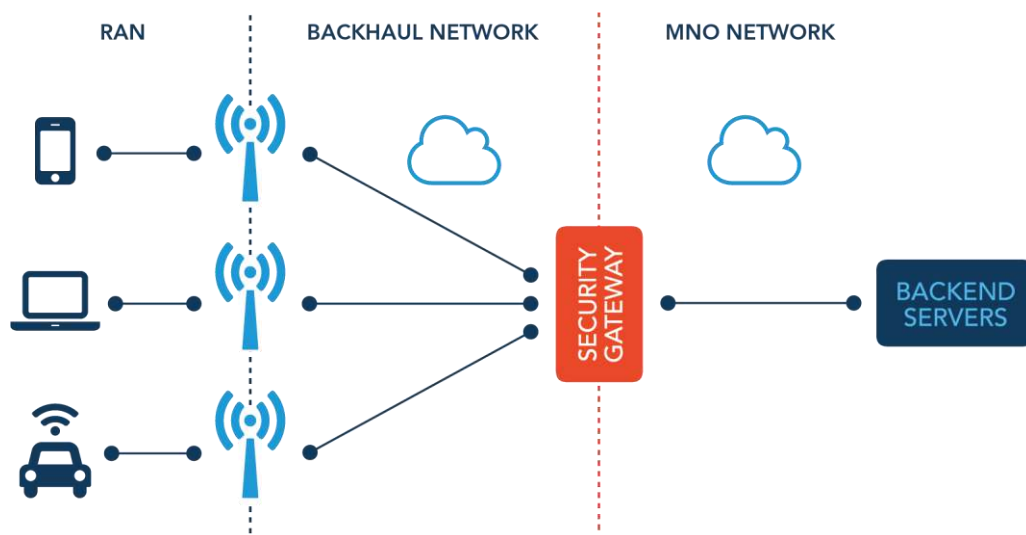 RAN
BACKHAUL NETWORK
MNO NETWORK
SECURITY
GATEWAY
BACKEND
SERVERS